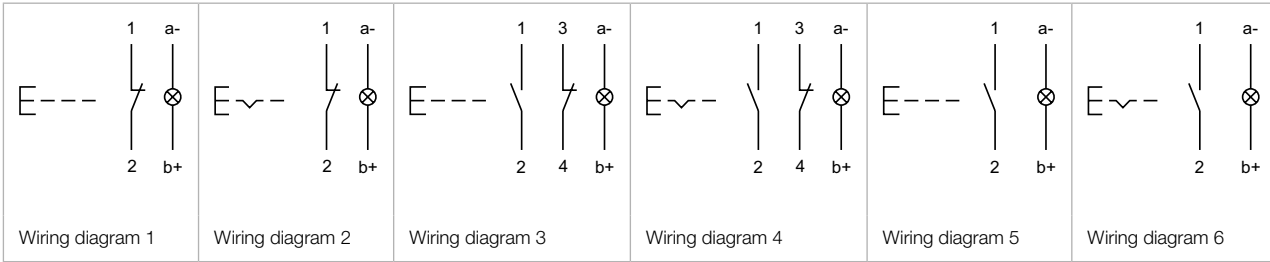 1 a-
2 b+
Wiring diagram 1
1 a-
2 b+
Wiring diagram 2
1 3 a-
2 4 b+
Wiring diagram 3
1 3 a-
2 4 b+
Wiring diagram 4
1 a-
2 b+
Wiring diagram 5
1 a-
2 b+
Wiring diagram 6